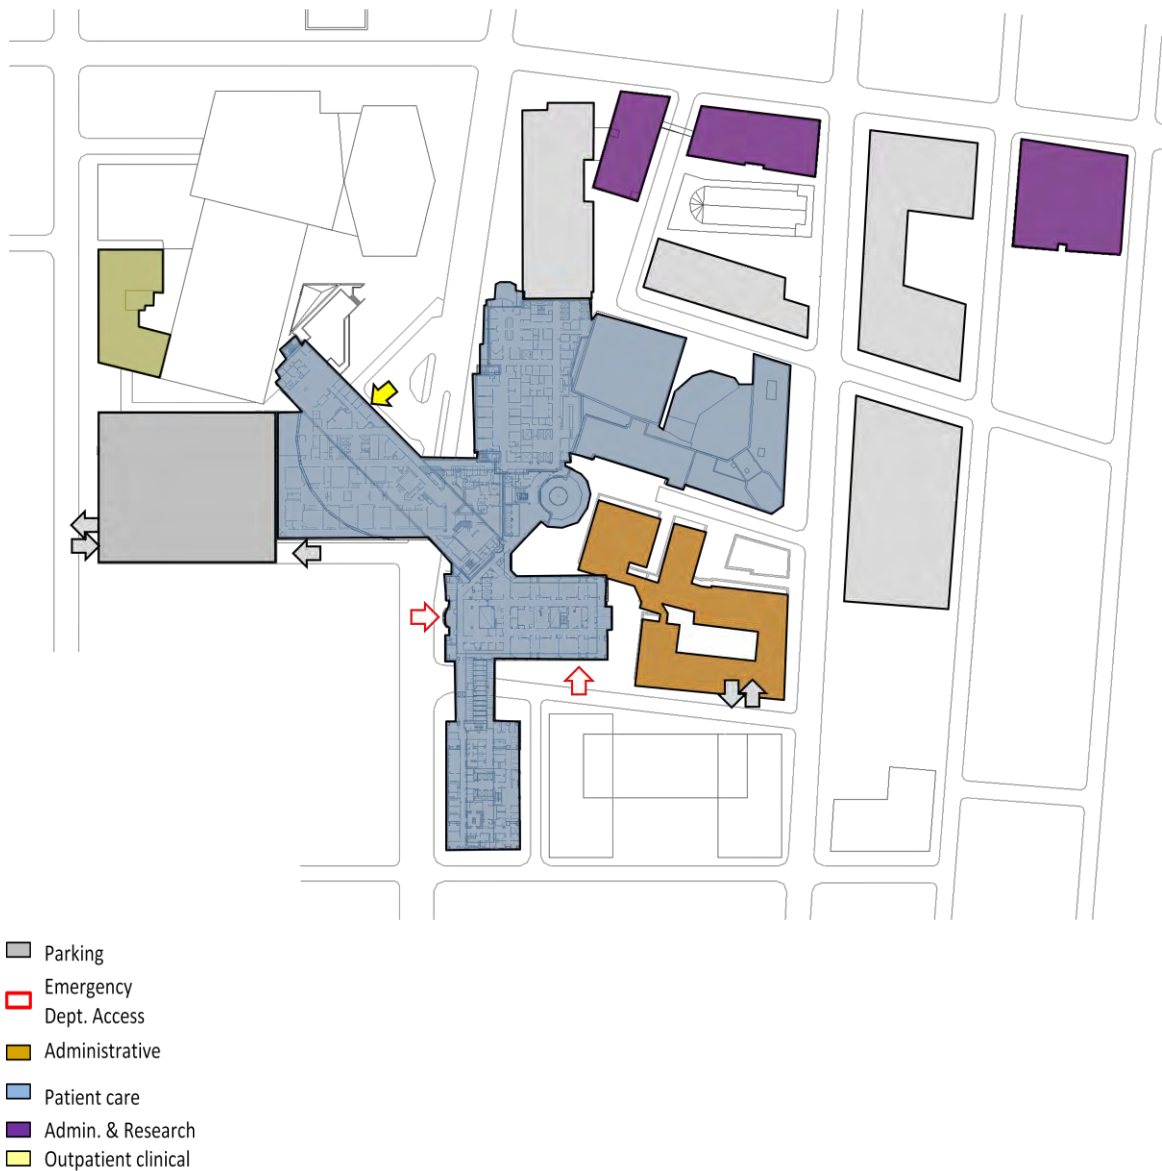 Parking
Emergency
Dept. Access
Administrative
Patient care
Admin. & Research
Outpatient clinical